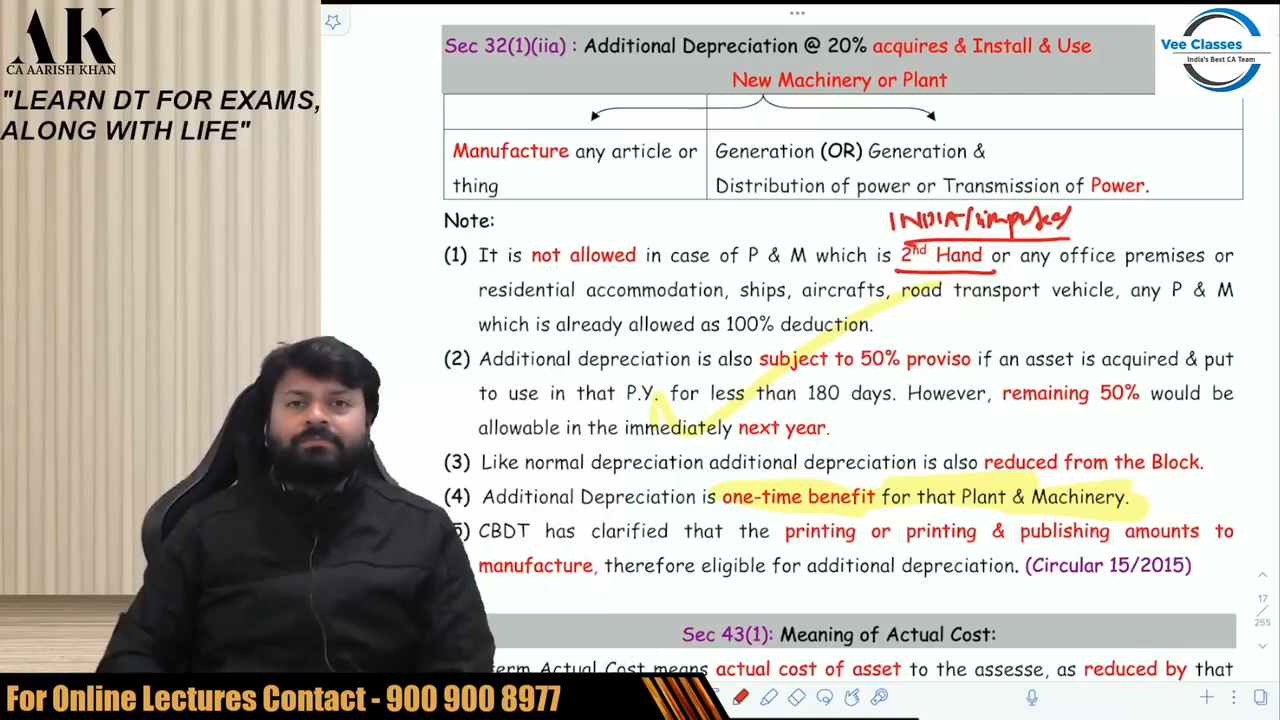 AK
CA AARISH KHAN
"LEARN DT FOR EXAMS,
ALONG WITH LIFE"
Vee Classes
India's Best CA Team
Sec 32(1)(iia) : Additional Depreciation @ 20% acquires & Install & Use
New Machinery or Plant
Manufacture any article or
thing
Generation (OR) Generation &
Distribution of power or Transmission of Power.
INDIA/imported
Note:
(1) It is not allowed in case of P & M which is 2nd Hand or any office premises or
residential accommodation, ships, aircrafts, road transport vehicle, any P & M
which is already allowed as 100% deduction.
(2) Additional depreciation is also subject to 50% proviso if an asset is acquired & put
to use in that P.Y. for less than 180 days. However, remaining 50% would be
allowable in the immediately next year.
(3) Like normal depreciation additional depreciation is also reduced from the Block.
(4) Additional Depreciation is one-time benefit for that Plant & Machinery.
5) CBDT has clarified that the printing or printing & publishing amounts to
manufacture, therefore eligible for additional depreciation. (Circular 15/2015)
Sec 43(1): Meaning of Actual Cost:
term Actual Cost means actual cost of asset to the assesse, as reduced by that
17
255
For Online Lectures Contact - 900 900 8977